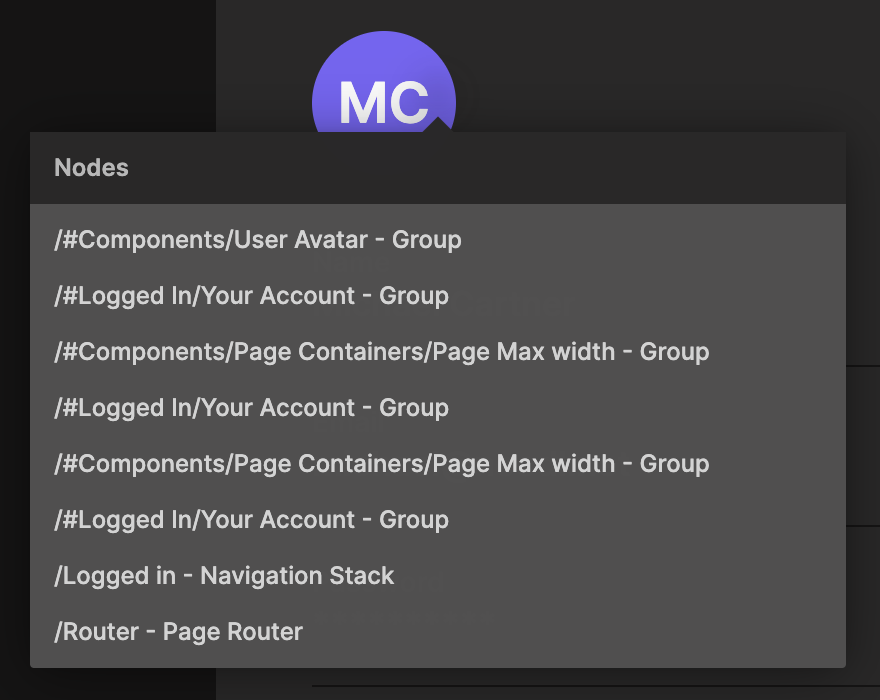 MC
Nodes
/#Components/User Avatar - Group
/#Logged In/Your Account - Group
/#Components/Page Containers/Page Max width - Group
/#Logged In/Your Account - Group
/#Components/Page Containers/Page Max width - Group
/#Logged In/Your Account - Group
/Logged in - Navigation Stack
/Router - Page Router